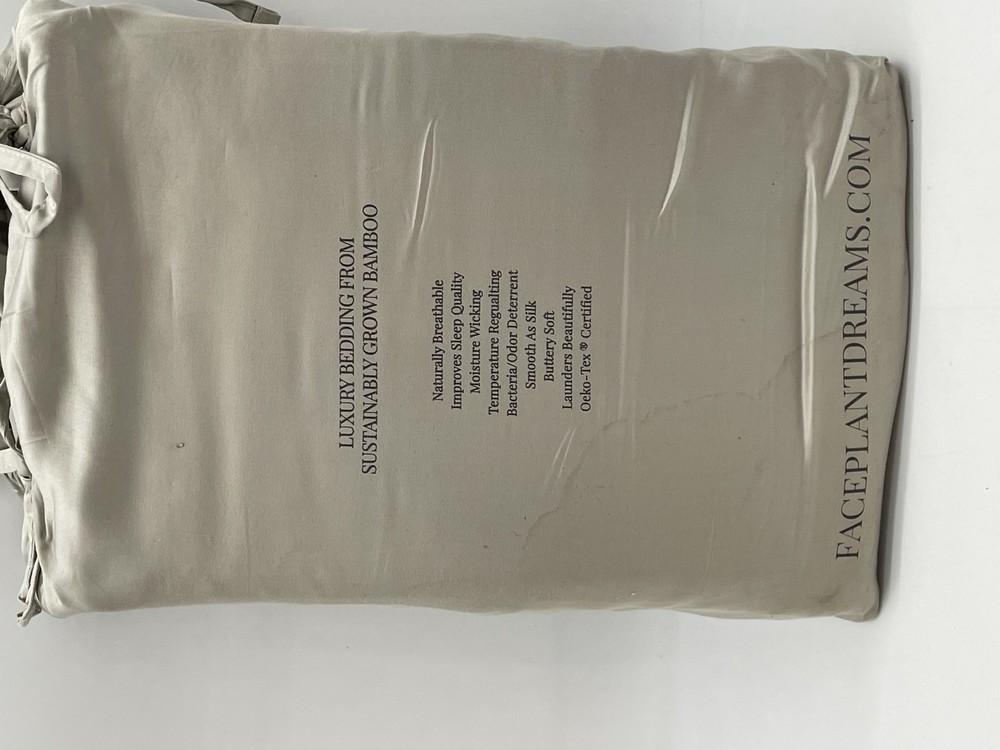 LUXURY BEDDING FROM
SUSTAINABLY GROWN BAMBOO
Naturally Breathable
Improves Sleep Quality
Moisture Wicking
Temperature Regualting
Bacteria/Odor Deterrent
Smooth As Silk
Buttery Soft
Launders Beautifully
Oeko-Tex ® Certified
FACEPLANTDREAMS.COM